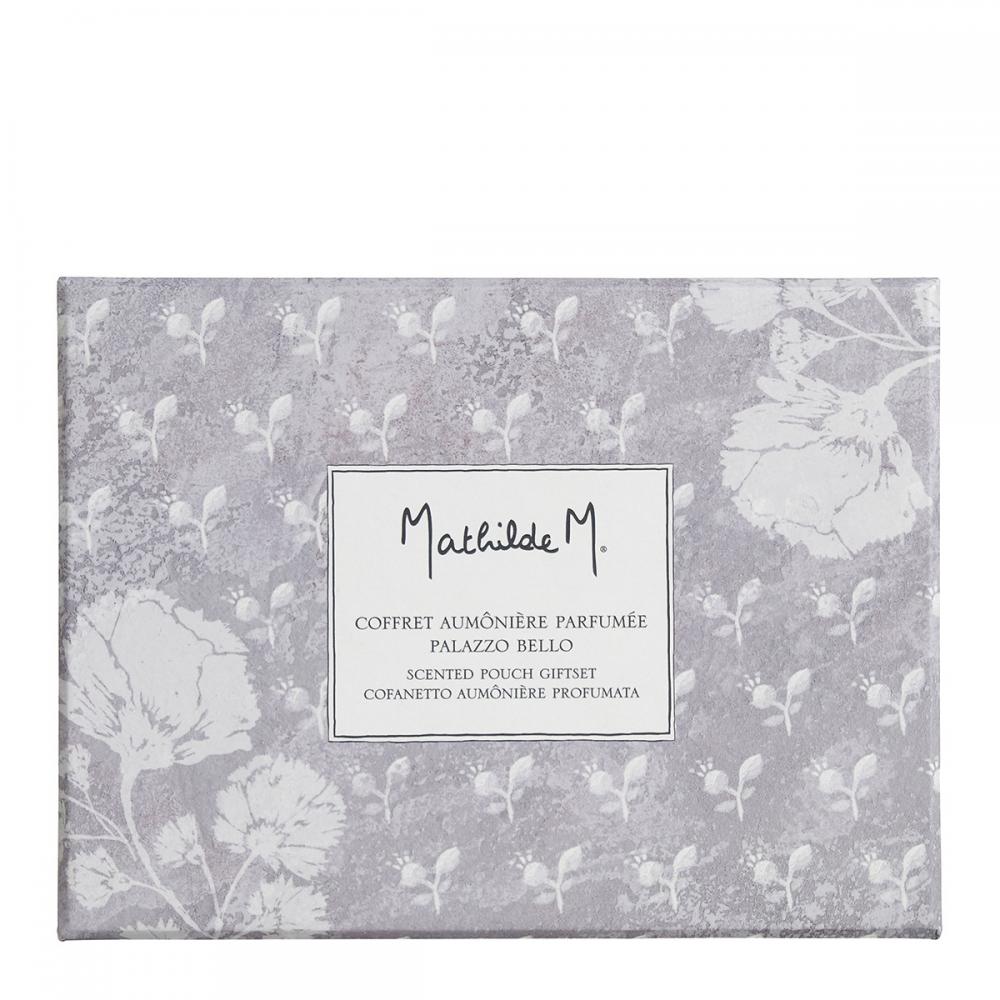 Mathilde M®
COFFRET AUMÔNIÈRE PARFUMÉE
PALAZZO BELLO
SCENTED POUCH GIFTSET
COFANETTO AUMÔNIÈRE PROFUMATA